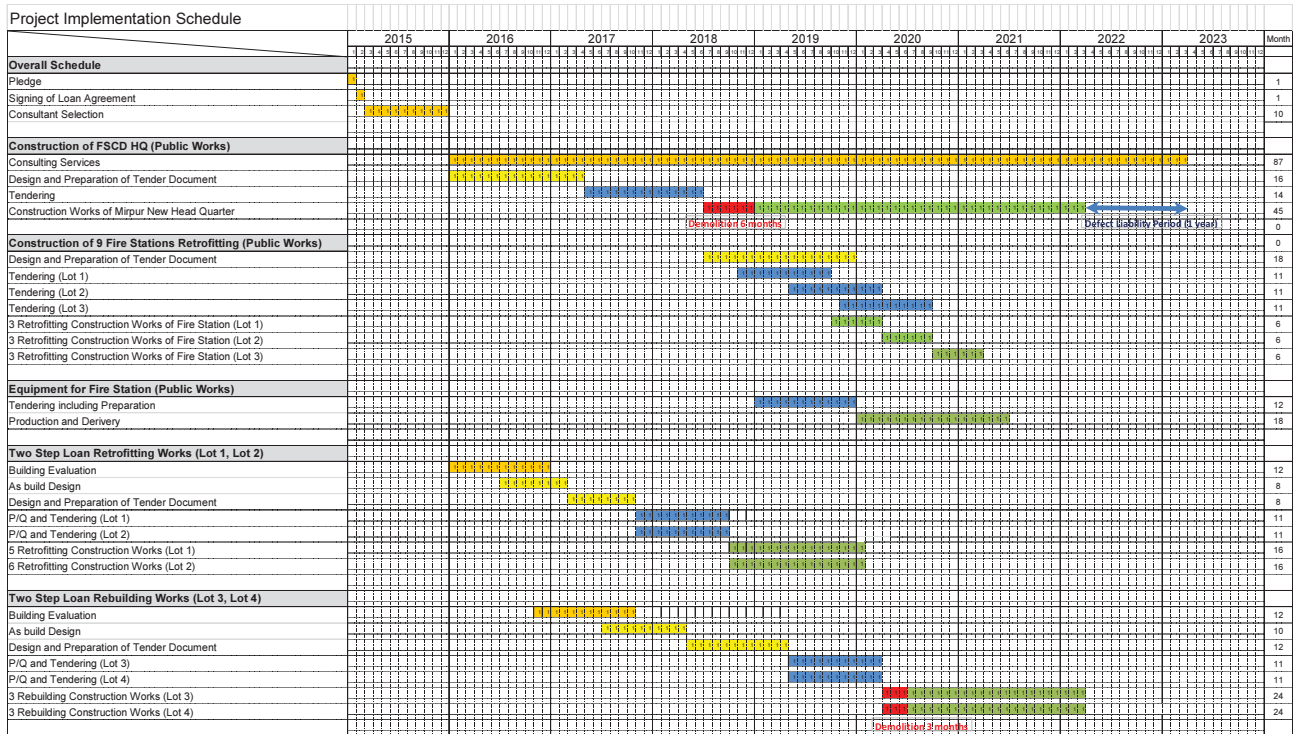 Project Implementation Schedule
2015 2016 2017 2018 2019 2020 2021 2022 2023 Month
Overall Schedule
Pledge 1
Signing of Loan Agreement 1
Consultant Selection 10
Construction of FSCD HQ (Public Works)
Consulting Services 87
Design and Preparation of Tender Document 16
Tendering 14
Construction Works of Mirpur New Head Quarter 45
Demolition 6 months Defect Liability Period (1 year) 0
Construction of 9 Fire Stations Retrofitting (Public Works) 0
Design and Preparation of Tender Document 18
Tendering (Lot 1) 11
Tendering (Lot 2) 11
Tendering (Lot 3) 11
3 Retrofitting Construction Works of Fire Station (Lot 1) 6
3 Retrofitting Construction Works of Fire Station (Lot 2) 6
3 Retrofitting Construction Works of Fire Station (Lot 3) 6
Equipment for Fire Station (Public Works)
Tendering including Preparation 12
Production and Derivery 18
Two Step Loan Retrofitting Works (Lot 1, Lot 2)
Building Evaluation 12
As build Design 8
Design and Preparation of Tender Document 8
P/Q and Tendering (Lot 1) 11
P/Q and Tendering (Lot 2) 11
5 Retrofitting Construction Works (Lot 1) 16
6 Retrofitting Construction Works (Lot 2) 16
Two Step Loan Rebuilding Works (Lot 3, Lot 4)
Building Evaluation 12
As build Design 10
Design and Preparation of Tender Document 12
P/Q and Tendering (Lot 3) 11
P/Q and Tendering (Lot 4) 11
3 Rebuilding Construction Works (Lot 3) 24
3 Rebuilding Construction Works (Lot 4) 24
Demolition 3 months